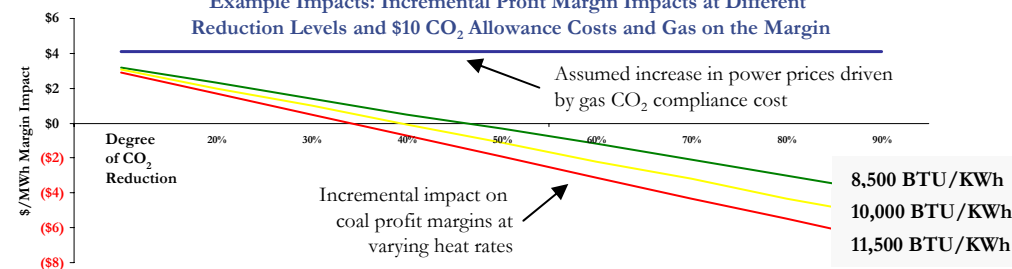 Example Impacts: Incremental Profit Margin Impacts at Different
Reduction Levels and $10 CO2 Allowance Costs and Gas on the Margin
$6
$4
$2
$0
($2)
($4)
($6)
($8)
$/MWh Margin Impact
Assumed increase in power prices driven
by gas CO2 compliance cost
Degree
of CO2
Reduction
20%
30%
40%
50%
60%
70%
80%
90%
Incremental impact on
coal profit margins at
varying heat rates
8,500 BTU/KWh
10,000 BTU/KWh
11,500 BTU/KWh